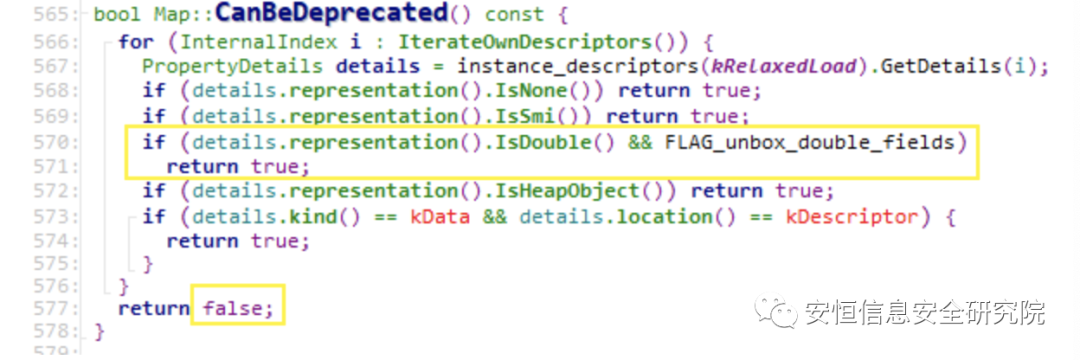 565: bool Map::CanBeDeprecated() const {
566: for (InternalIndex i : IterateOwnDescriptors()) {
567: PropertyDetails details = instance_descriptors(kRelaxedLoad).GetDetails(i);
568: if (details.representation().IsNone()) return true;
569: if (details.representation().IsSmi()) return true;
570: if (details.representation().IsDouble() && FLAG_unbox_double_fields)
571: return true;
572: if (details.representation().IsHeapObject()) return true;
573: if (details.kind() == kData && details.location() == kDescriptor) {
574: return true;
575: }
576: }
577: return false;
578: }
579:
安恒信息安全研究院